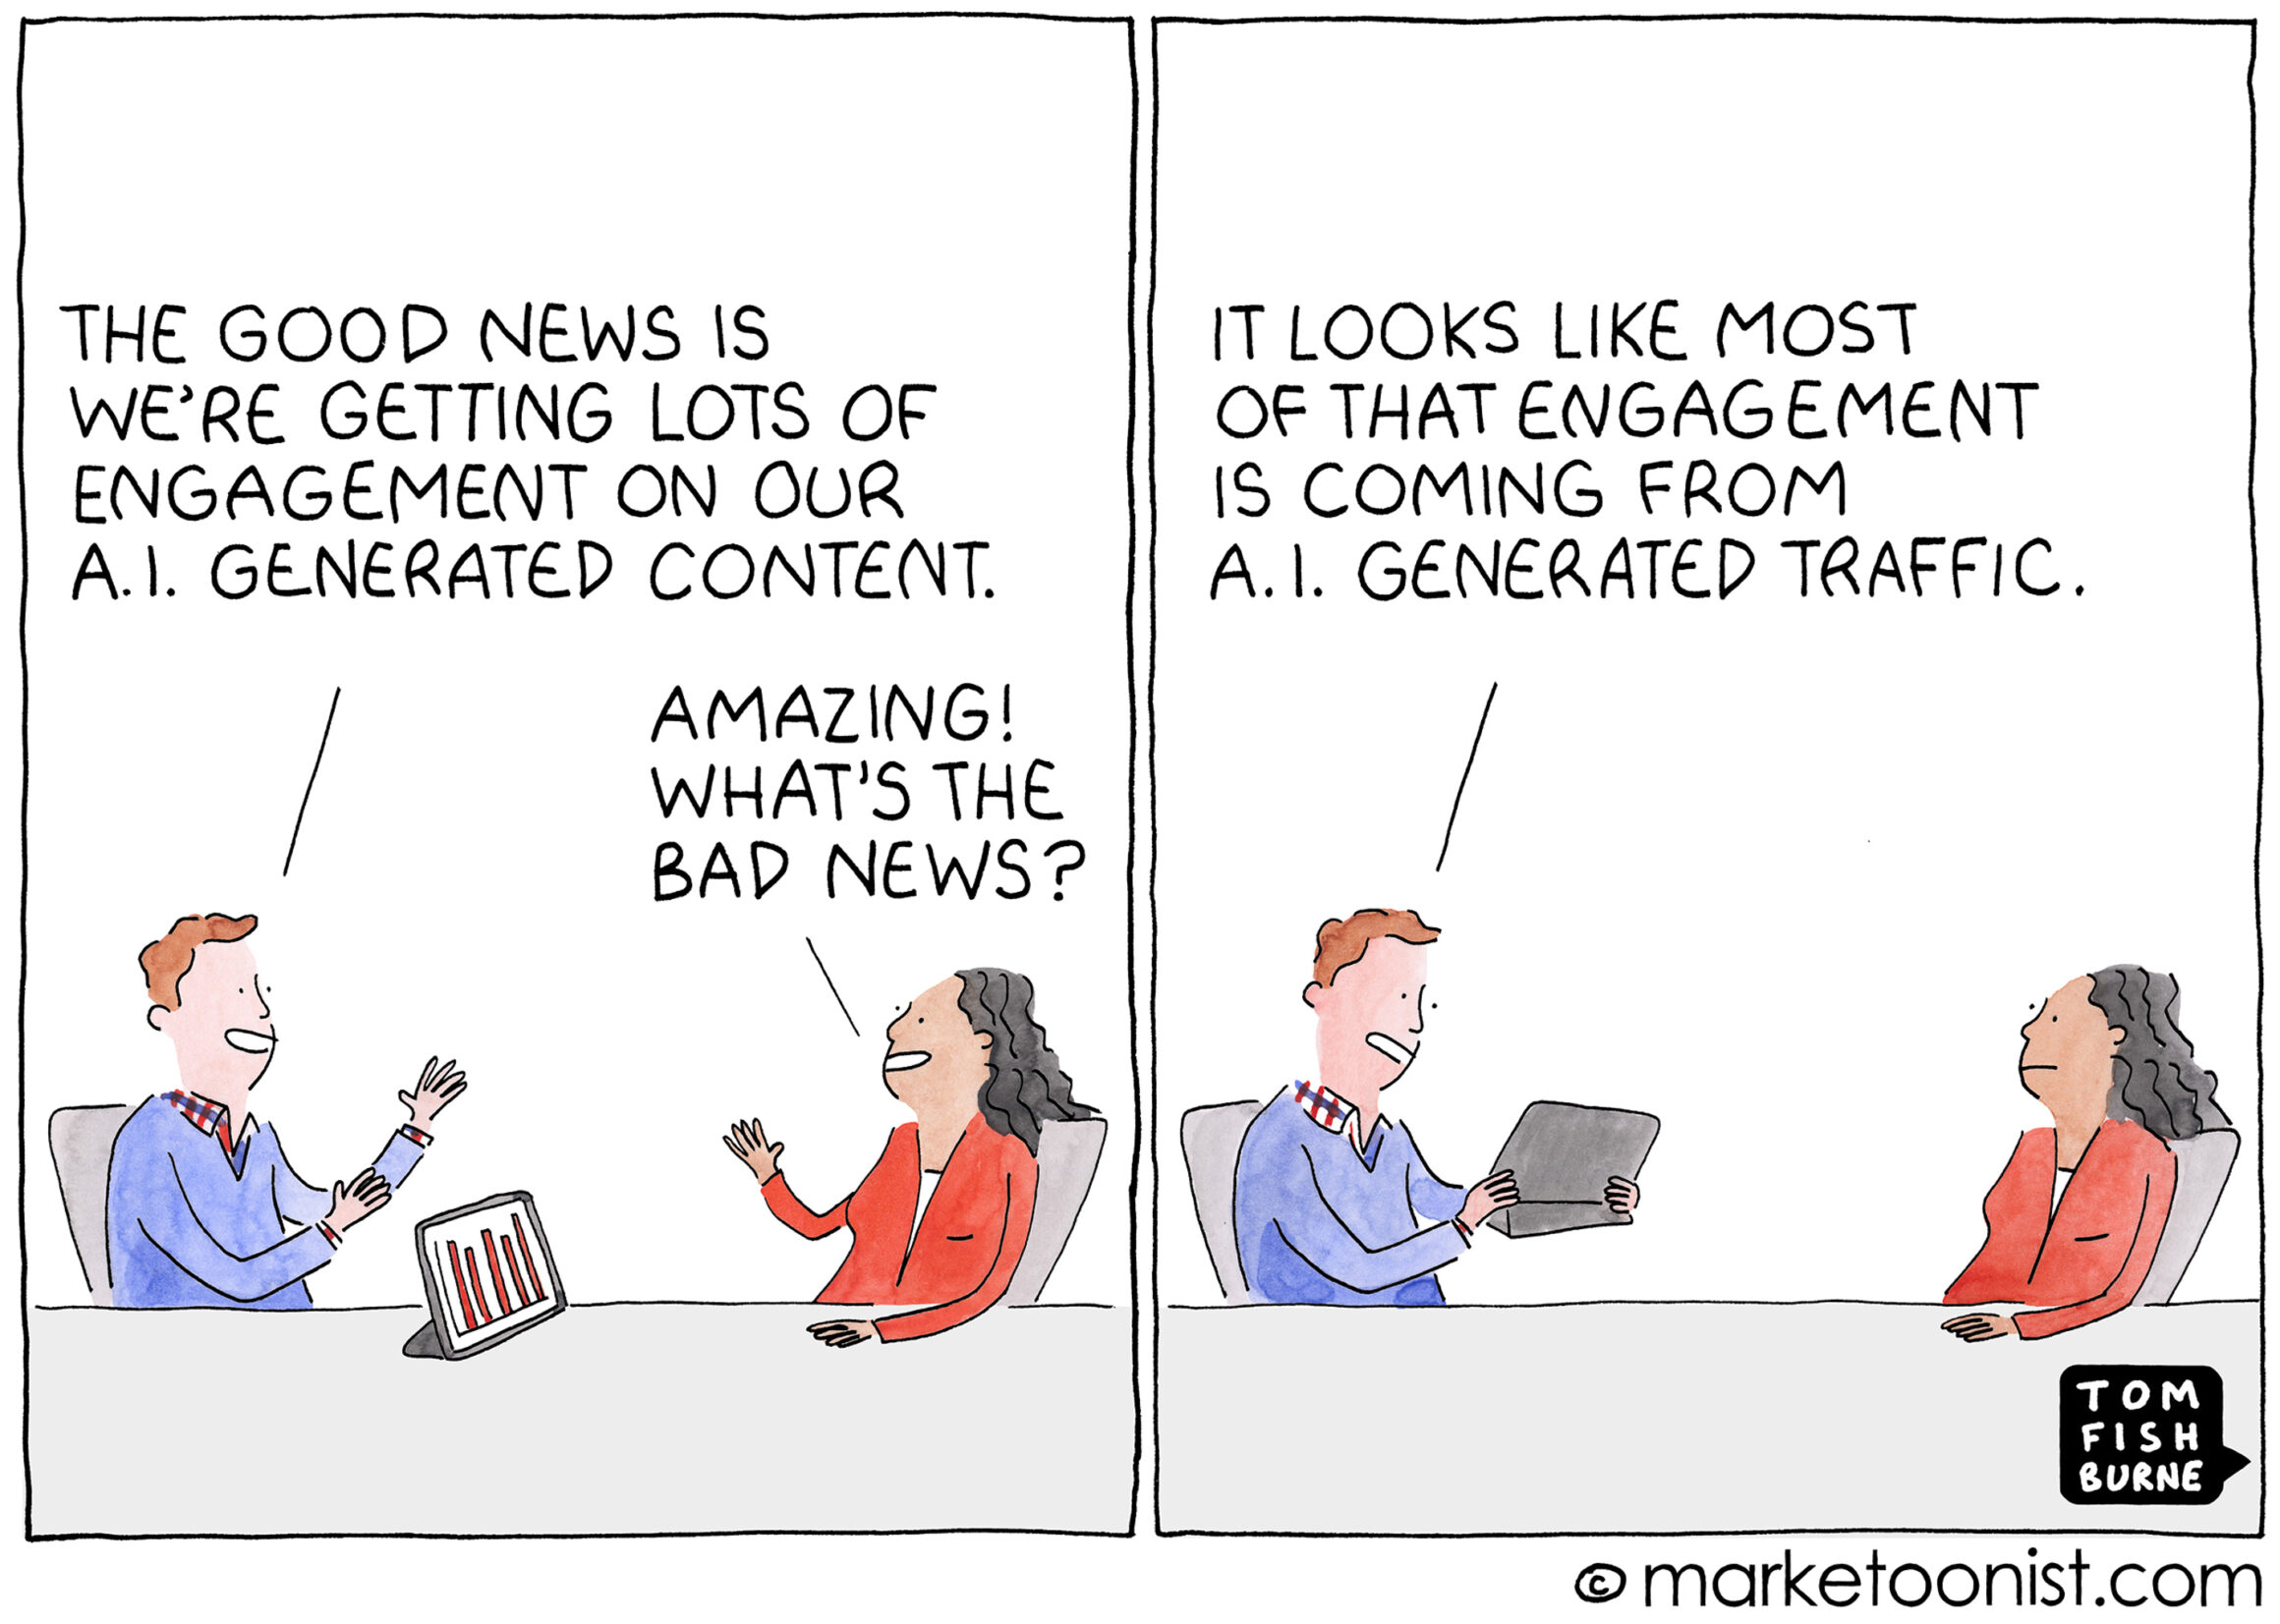 THE GOOD NEWS IS
WE'RE GETTING LOTS OF
ENGAGEMENT ON OUR
A.I. GENERATED CONTENT.
AMAZING!
WHAT'S THE
BAD NEWS?
IT LOOKS LIKE MOST
OF THAT ENGAGEMENT
IS COMING FROM
A.I. GENERATED TRAFFIC.
TOM
FISH
BURNE
© marketoonist.com